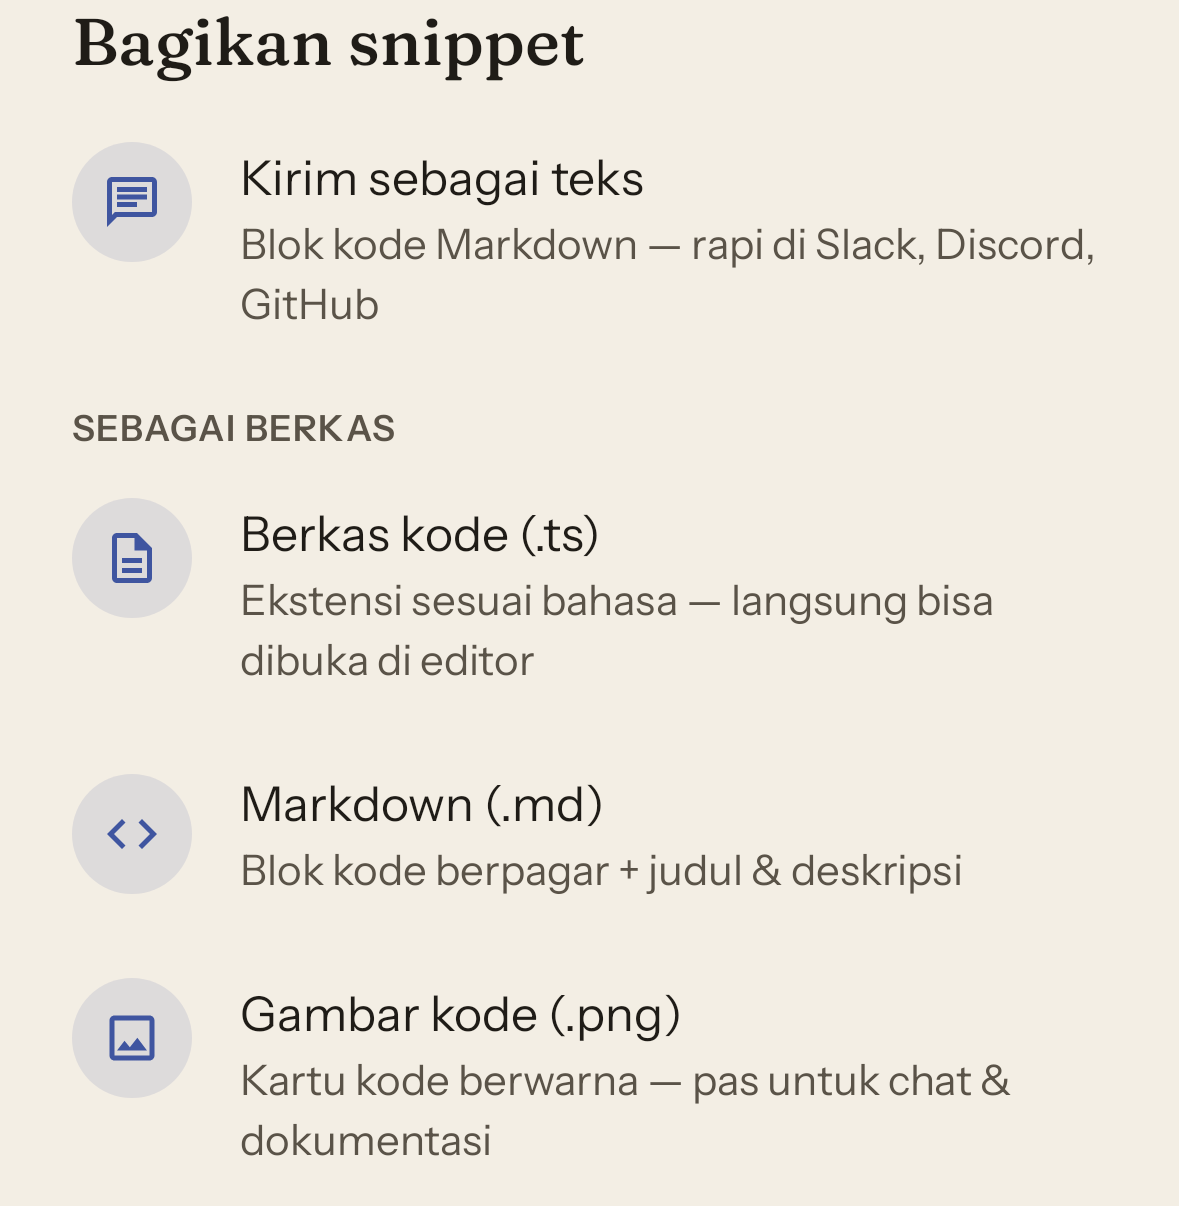 Bagikan snippet
Kirim sebagai teks
Blok kode Markdown — rapi di Slack, Discord,
GitHub
SEBAGAI BERKAS
Berkas kode (.ts)
Ekstensi sesuai bahasa — langsung bisa
dibuka di editor
Markdown (.md)
Blok kode berpagar + judul & deskripsi
Gambar kode (.png)
Kartu kode berwarna — pas untuk chat &
dokumentasi